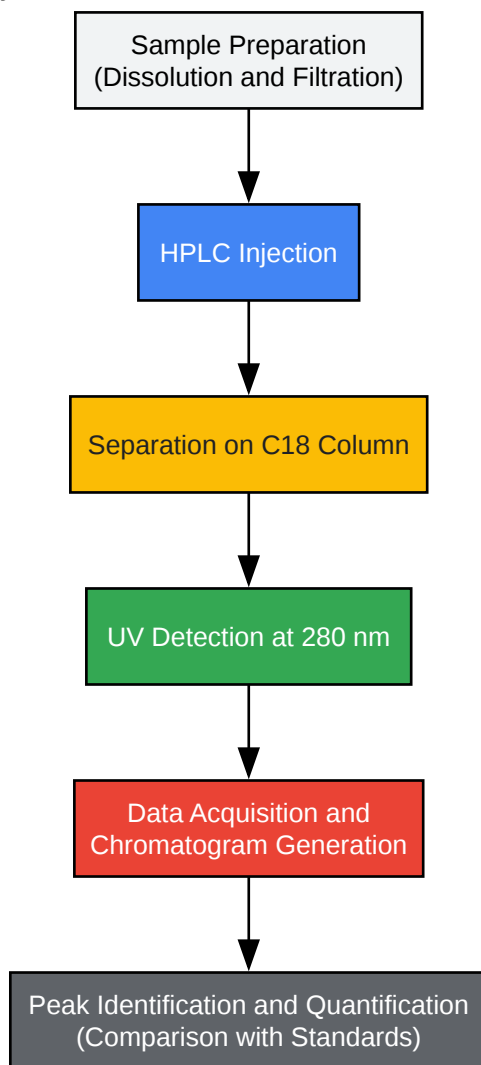 Sample Preparation
(Dissolution and Filtration)
HPLC Injection
Separation on C18 Column
UV Detection at 280 nm
Data Acquisition and
Chromatogram Generation
Peak Identification and Quantification
(Comparison with Standards)